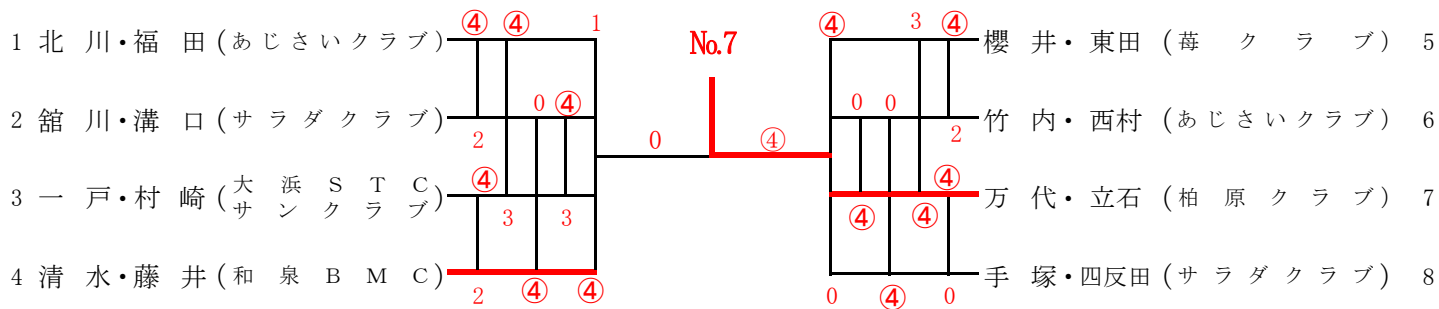 ④ ④ 1 No.7 ④ 3 ④
1 北 川・福 田 (あじさいクラブ) 櫻 井・東田 (苺 ク ラ ブ) 5
0 ④ 0 0
2 舘 川・溝 口 (サ ラ ダ ク ラ ブ) 竹 内・西村 (あ じ さ い ク ラ ブ) 6
2 0 ④ 2
④ ④
3 一 戸・村 崎 (大 浜 S T C サ ン ク ラ ブ) 万 代・立石 (柏 原 ク ラ ブ) 7
3 3 ④ ④
4 清 水・藤 井 (和 泉 B M C) 手 塚・四反田 (サ ラ ダ ク ラ ブ) 8
2 ④ ④ 0 ④ 0